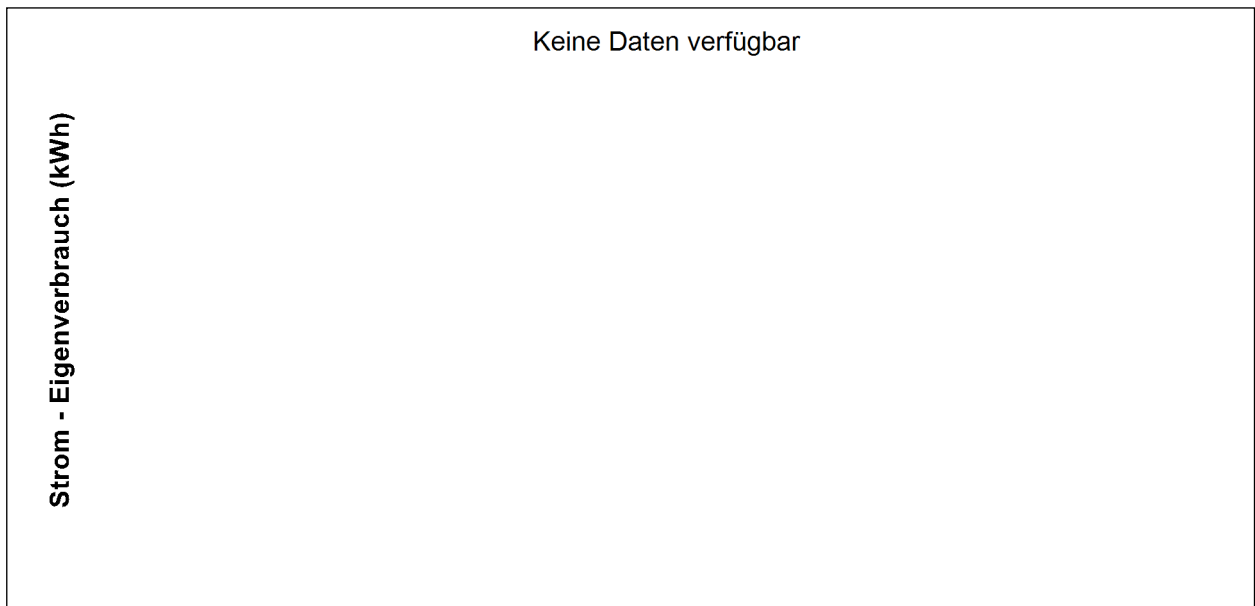 Keine Daten verfügbar
Strom - Eigenverbrauch (kWh)